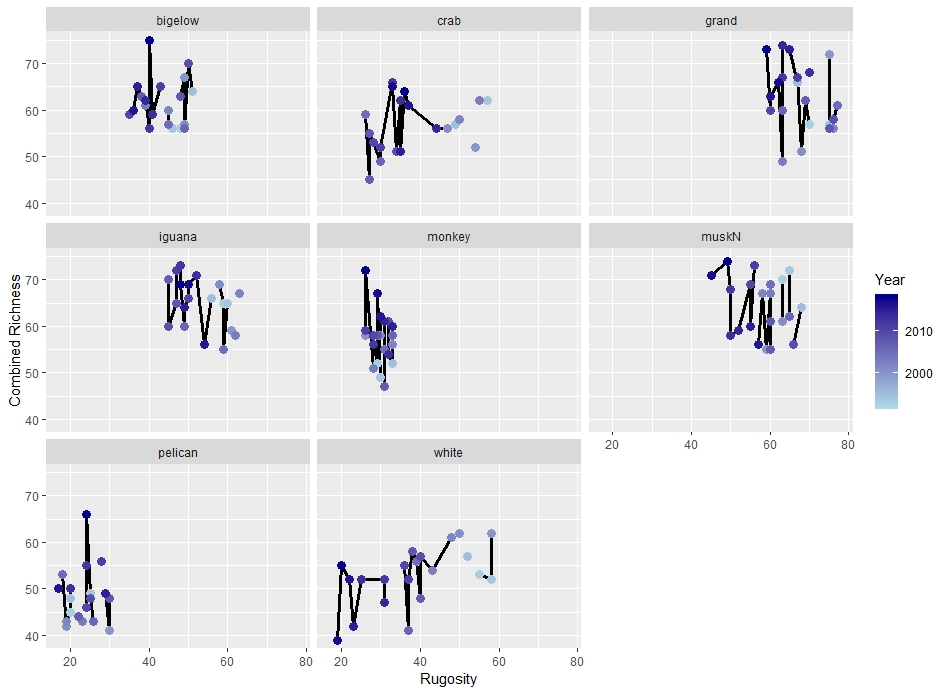 bigelow crab grand
70
60
50
40
iguana monkey muskN
70
60
50
40
20 40 60 80
pelican white
70
60
50
40
20 40 60 80 20 40 60 80
Combined Richness
Rugosity
Year
2010
2000